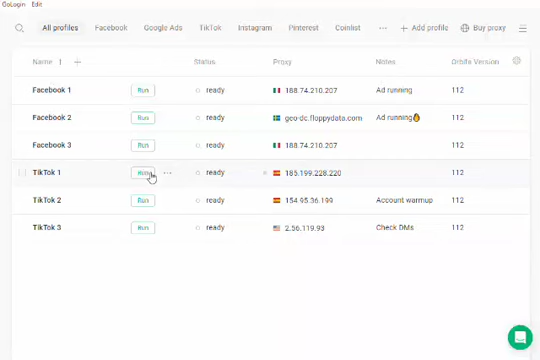 GoLogin Edit
All profiles Facebook Google Ads TikTok Instagram Pinterest Coinlist ··· + Add profile Buy proxy
Name + Status Proxy Notes Orbita Version
Facebook 1 Run ready 188.74.210.207 Ad running 112
Facebook 2 Run ready geo-dc.floppydata.com Ad running🔥 112
Facebook 3 Run ready 188.74.210.207 112
TikTok 1 Run ··· ready 185.199.228.220 112
TikTok 2 Run ready 154.95.36.199 Account warmup 112
TikTok 3 Run ready 2.56.119.93 Check DMs 112